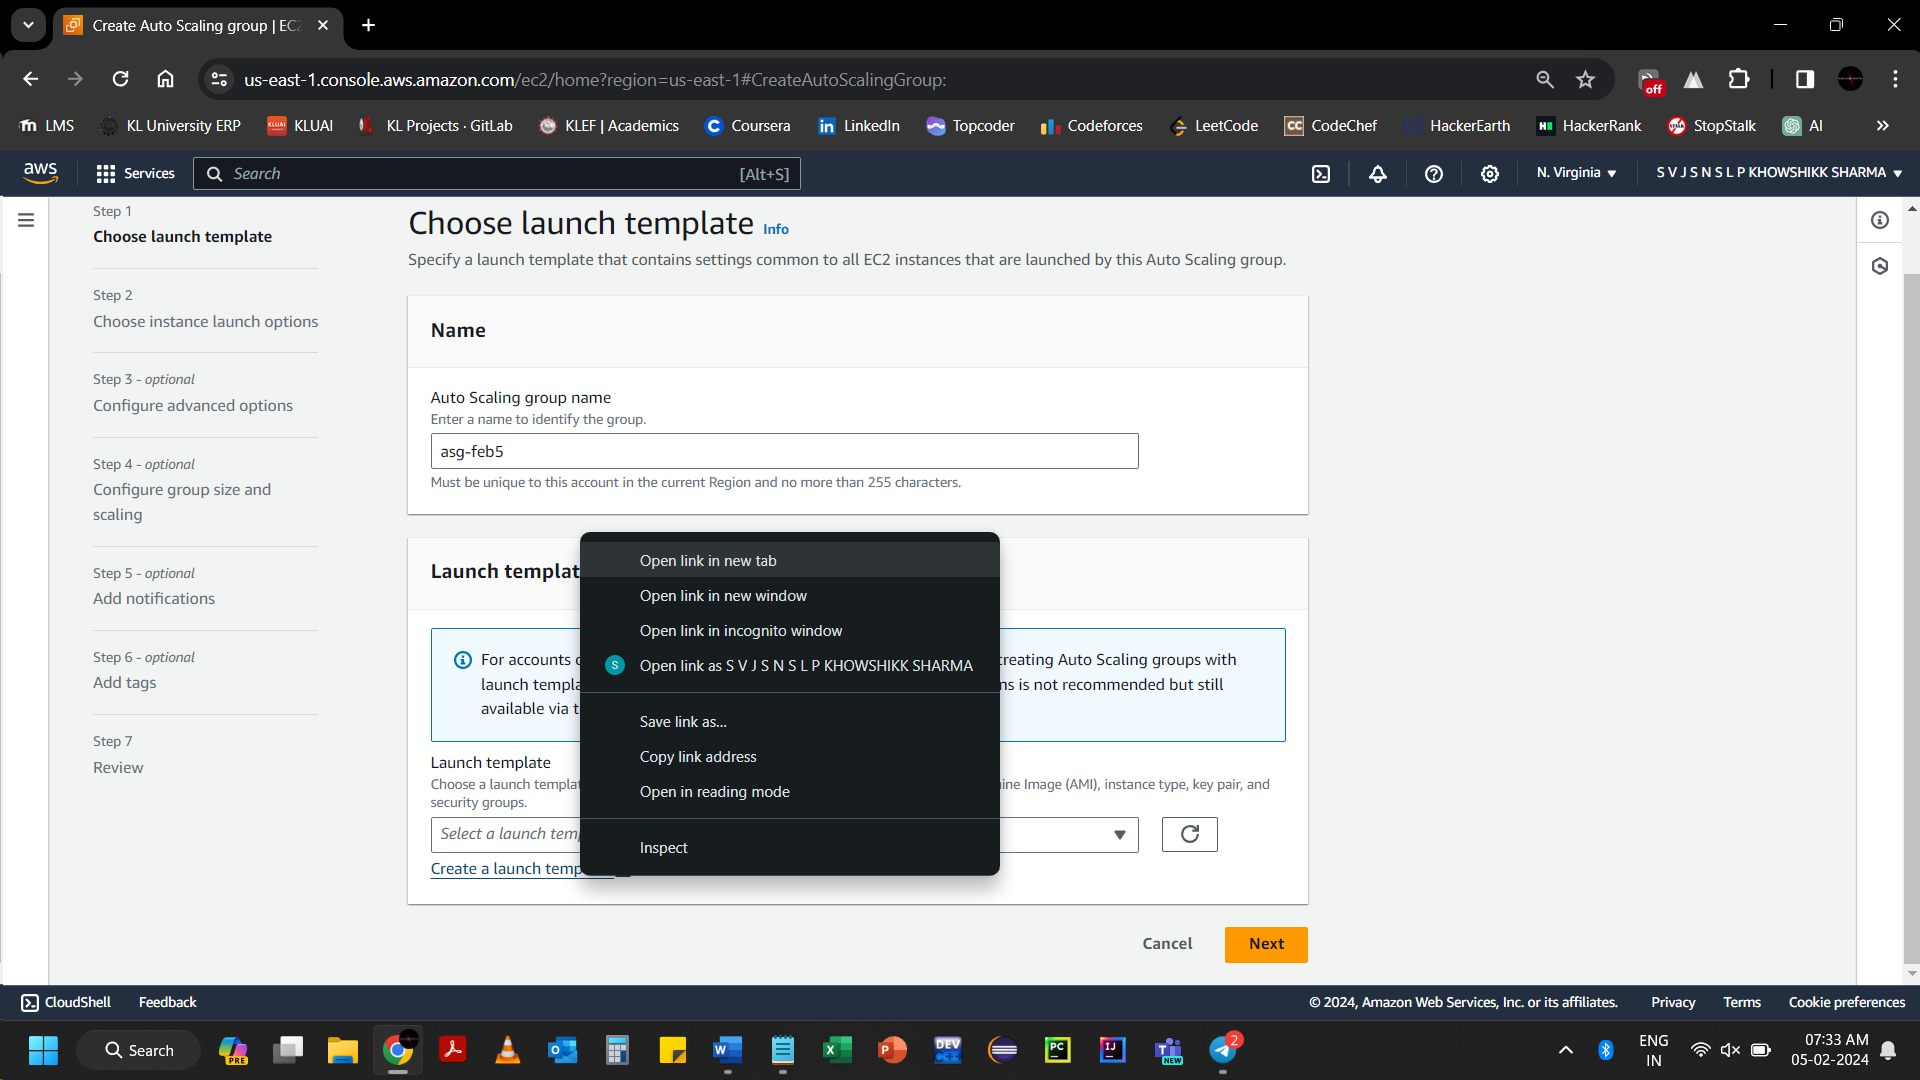 Create Auto Scaling group | EC2
us-east-1.console.aws.amazon.com/ec2/home?region=us-east-1#CreateAutoScalingGroup:
off
LMS
KL University ERP
KLUAI
KL Projects · GitLab
KLEF | Academics
Coursera
LinkedIn
Topcoder
Codeforces
LeetCode
CodeChef
HackerEarth
HackerRank
StopStalk
AI
aws
Services
Search
[Alt+S]
N. Virginia
S V J S N S L P KHOWSHIKK SHARMA
Step 1
Choose launch template
Step 2
Choose instance launch options
Step 3 - optional
Configure advanced options
Step 4 - optional
Configure group size and
scaling
Step 5 - optional
Add notifications
Step 6 - optional
Add tags
Step 7
Review
Choose launch template Info
Specify a launch template that contains settings common to all EC2 instances that are launched by this Auto Scaling group.
Name
Auto Scaling group name
Enter a name to identify the group.
asg-feb5
Must be unique to this account in the current Region and no more than 255 characters.
Launch templat
For accounts
creating Auto Scaling groups with
launch templa
ns is not recommended but still
available via t
Launch template
Choose a launch templat
ine Image (AMI), instance type, key pair, and
security groups.
Select a launch temp
Create a launch temp
Open link in new tab
Open link in new window
Open link in incognito window
S Open link as S V J S N S L P KHOWSHIKK SHARMA
Save link as...
Copy link address
Open in reading mode
Inspect
Cancel
Next
CloudShell
Feedback
© 2024, Amazon Web Services, Inc. or its affiliates.
Privacy
Terms
Cookie preferences
Search
PRE
DEV
C++
PC
IJ
NEW
2
ENG
IN
07:33 AM
05-02-2024